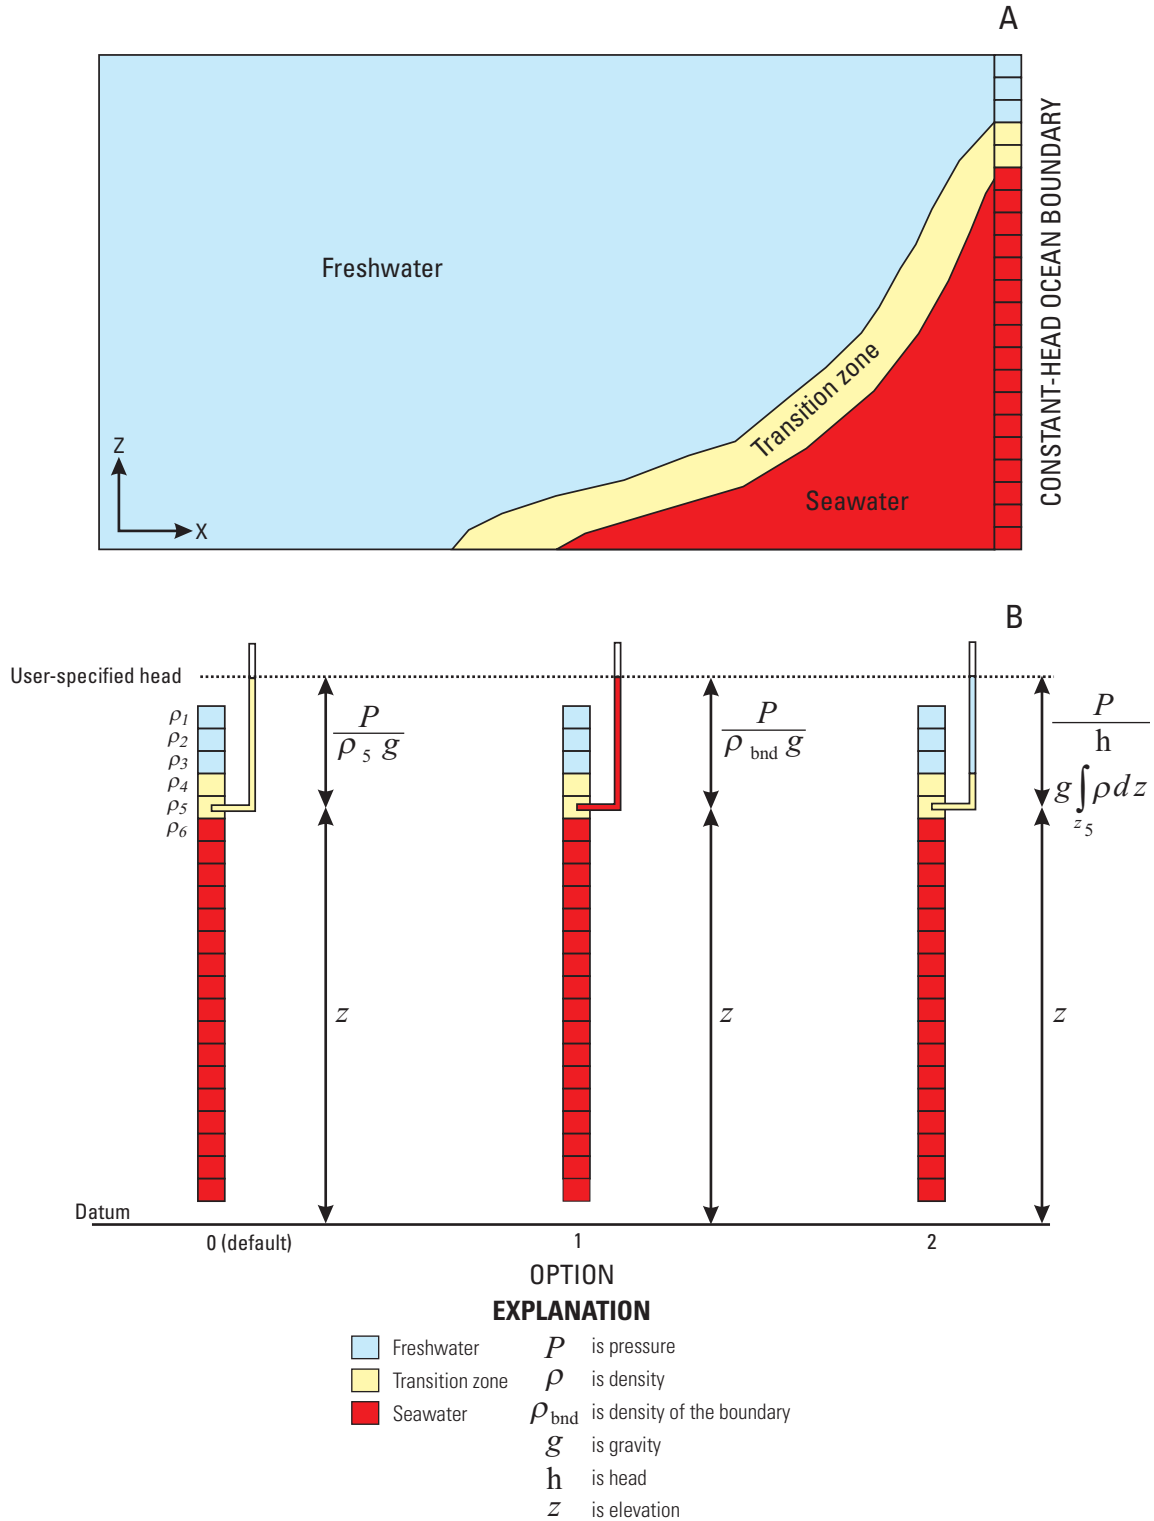 A
CONSTANT-HEAD OCEAN BOUNDARY
Freshwater
Transition zone
Seawater
Z
X
B
User-specified head
ρ1
ρ2
ρ3
ρ4
ρ5
ρ6
P
ρ5 g
P
ρbnd g
P
h
g∫ρdz
z5
z
z
z
Datum
0 (default)
1
2
OPTION
EXPLANATION
Freshwater
Transition zone
Seawater
P is pressure
ρ is density
ρbnd is density of the boundary
g is gravity
h is head
z is elevation